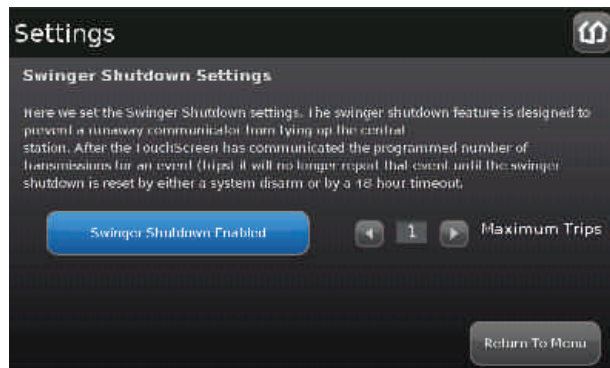 Settings
Swinger Shutdown Settings
Here we set the Swinger Shutdown settings. The swinger shutdown feature is designed to
prevent a runaway communicator from tying up the central
station. After the TouchScreen has communicated the programmed number of
transmissions for an event (trips) it will no longer report that event until the swinger
shutdown is reset by either a system disarm or by a 48 hour timeout.
Swinger Shutdown Enabled
1
Maximum Trips
Return To Menu